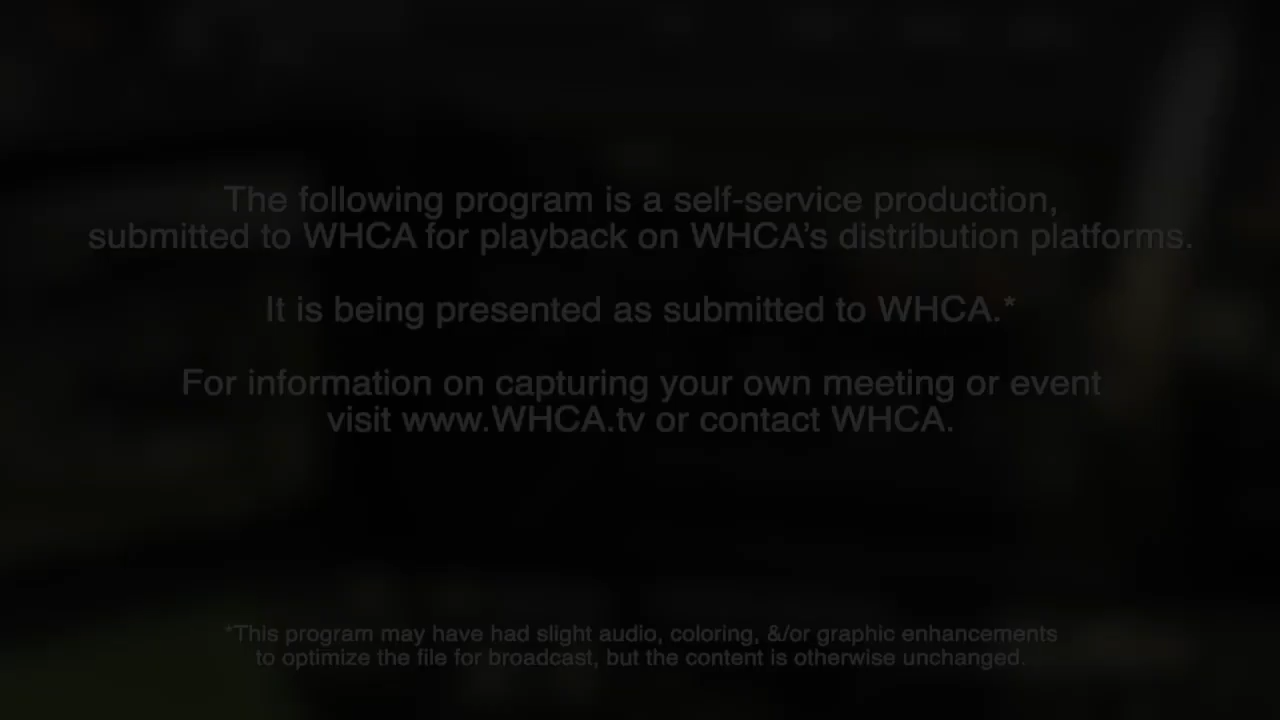 The following program is a self-service production,
submitted to WHCA for playback on WHCA’s distribution platforms.
It is being presented as submitted to WHCA.*
For information on capturing your own meeting or event
visit www.WHCA.tv or contact WHCA.
*This program may have had slight audio, coloring, &/or graphic enhancements
to optimize the file for broadcast, but the content is otherwise unchanged.